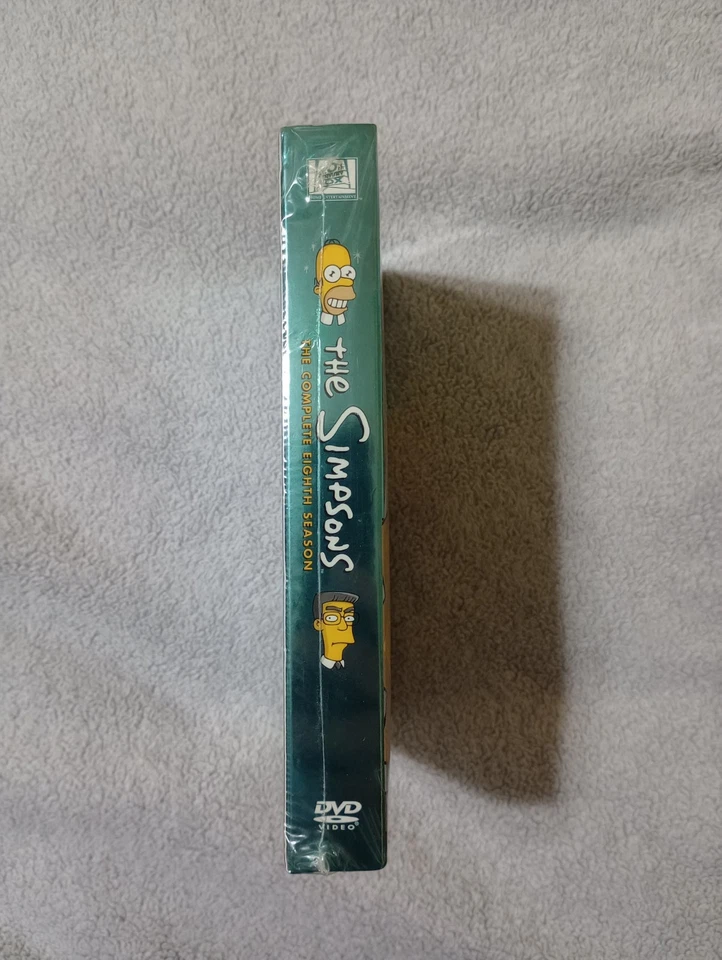 THE SIMPSONS
THE COMPLETE EIGHTH SEASON
DVD
VIDEO